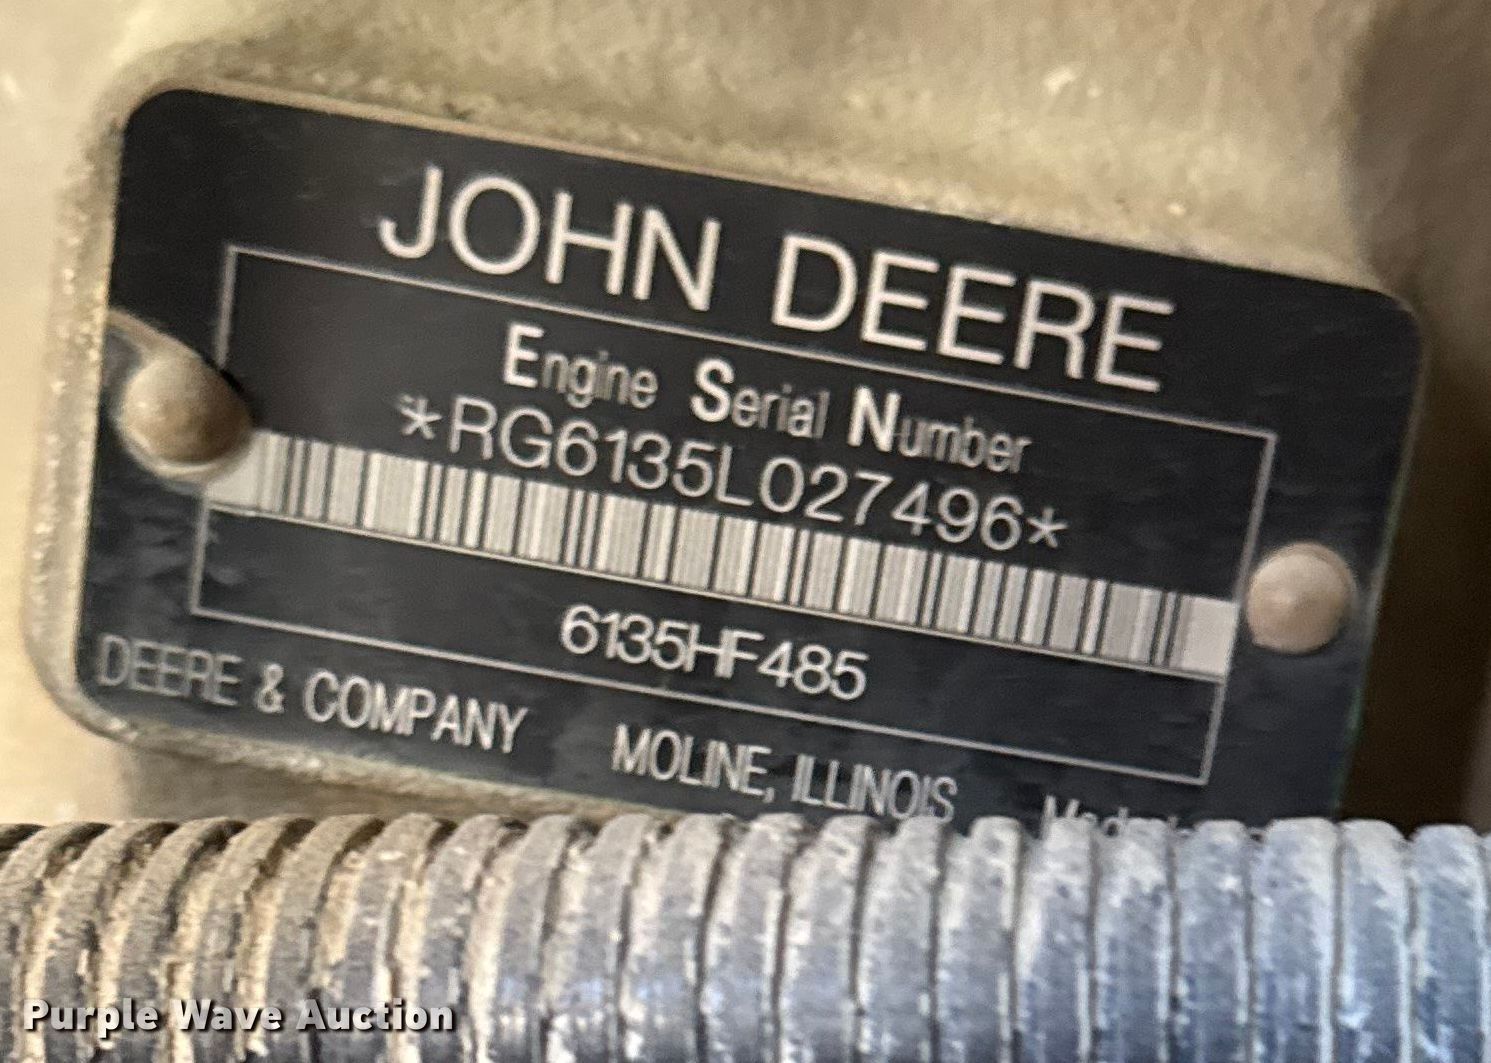 JOHN DEERE
Engine Serial Number
*RG6135L027496*
6135HF485
DEERE & COMPANY MOLINE, ILLINOIS
Purple Wave Auction